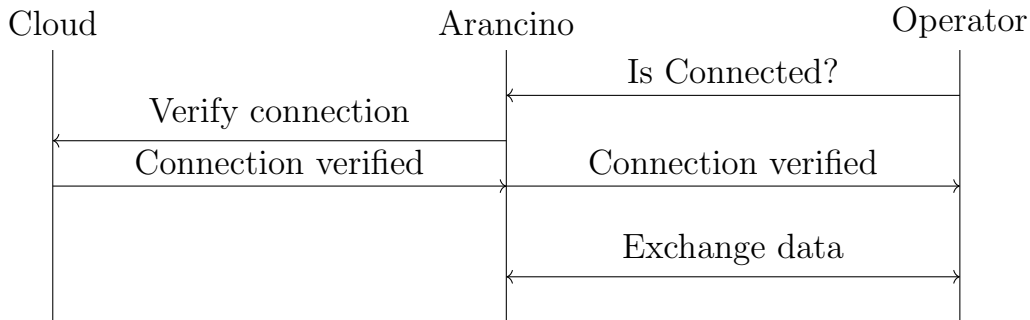 Cloud
Arancino
Operator
Is Connected?
Verify connection
Connection verified
Connection verified
Exchange data